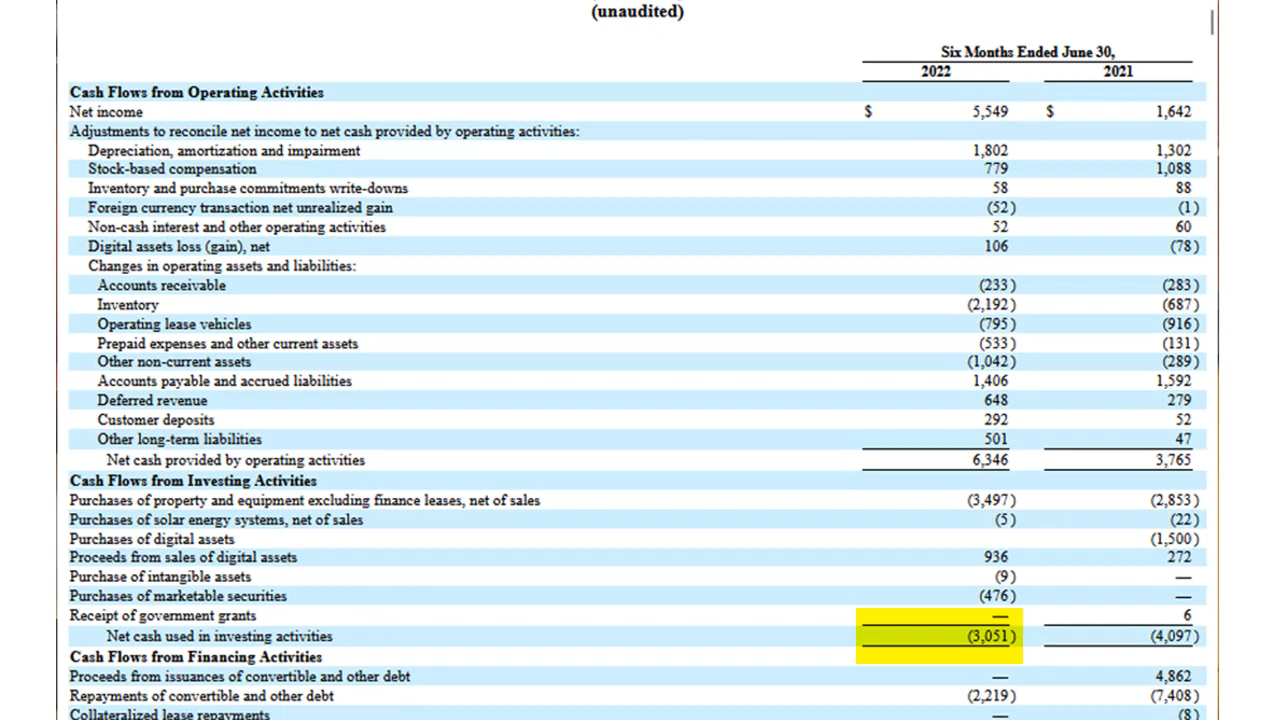 (unaudited)
Six Months Ended June 30,
2022 2021
Cash Flows from Operating Activities
Net income $ 5,549 $ 1,642
Adjustments to reconcile net income to net cash provided by operating activities:
Depreciation, amortization and impairment 1,802 1,302
Stock-based compensation 779 1,088
Inventory and purchase commitments write-downs 58 88
Foreign currency transaction net unrealized gain (52) (1)
Non-cash interest and other operating activities 52 60
Digital assets loss (gain), net 106 (78)
Changes in operating assets and liabilities:
Accounts receivable (233) (283)
Inventory (2,192) (687)
Operating lease vehicles (795) (916)
Prepaid expenses and other current assets (533) (131)
Other non-current assets (1,042) (289)
Accounts payable and accrued liabilities 1,406 1,592
Deferred revenue 648 279
Customer deposits 292 52
Other long-term liabilities 501 47
Net cash provided by operating activities 6,346 3,765
Cash Flows from Investing Activities
Purchases of property and equipment excluding finance leases, net of sales (3,497) (2,853)
Purchases of solar energy systems, net of sales (5) (22)
Purchases of digital assets (1,500)
Proceeds from sales of digital assets 936 272
Purchase of intangible assets (9) —
Purchases of marketable securities (476) —
Receipt of government grants — 6
Net cash used in investing activities (3,051) (4,097)
Cash Flows from Financing Activities
Proceeds from issuances of convertible and other debt — 4,862
Repayments of convertible and other debt (2,219) (7,408)
Collateralized lease repayments — (8)